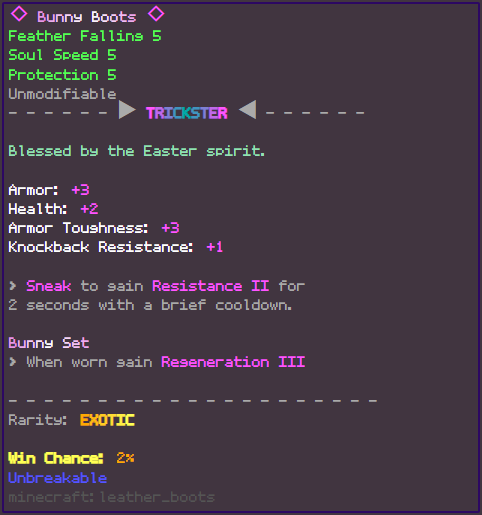 ◇ Bunny Boots ◇
Feather Falling 5
Soul Speed 5
Protection 5
Unmodifiable
- - - - - - ▶ TRICKSTER ◀ - - - - - -
Blessed by the Easter spirit.
Armor: +3
Health: +2
Armor Toughness: +3
Knockback Resistance: +1
> Sneak to gain Resistance II for
2 seconds with a brief cooldown.
Bunny Set
> When worn gain Regeneration III
- - - - - - - - - - - - - - - - - - - - - - -
Rarity: EXOTIC
Win Chance: 2%
Unbreakable
minecraft:leather_boots